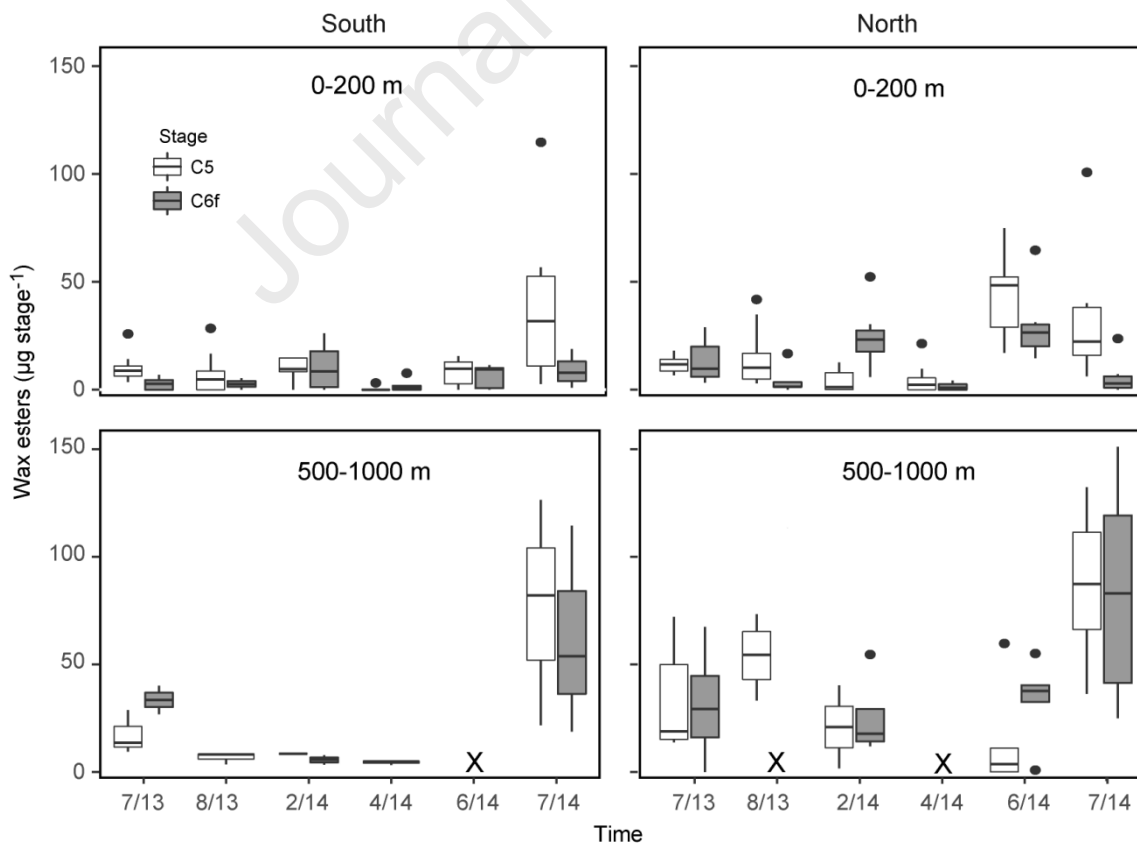 Journal
South North
150 0-200 m 0-200 m
Stage
C5
C6f
100
50
0
Wax esters (µg stage⁻¹)
150 500-1000 m 500-1000 m
100
50
0 X X X
7/13 8/13 2/14 4/14 6/14 7/14 7/13 8/13 2/14 4/14 6/14 7/14
Time